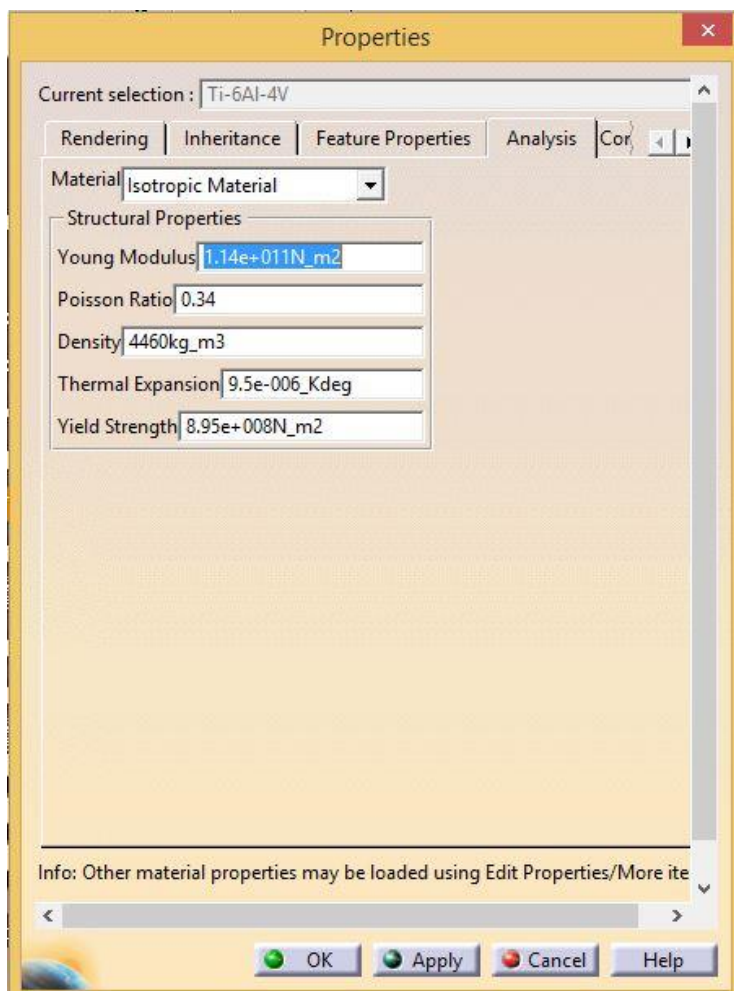 Properties
Current selection : Ti-6Al-4V
Rendering Inheritance Feature Properties Analysis Cor
Material Isotropic Material
Structural Properties
Young Modulus 1.14e+011N_m2
Poisson Ratio 0.34
Density 4460kg_m3
Thermal Expansion 9.5e-006_Kdeg
Yield Strength 8.95e+008N_m2
Info: Other material properties may be loaded using Edit Properties/More ite
OK Apply Cancel Help